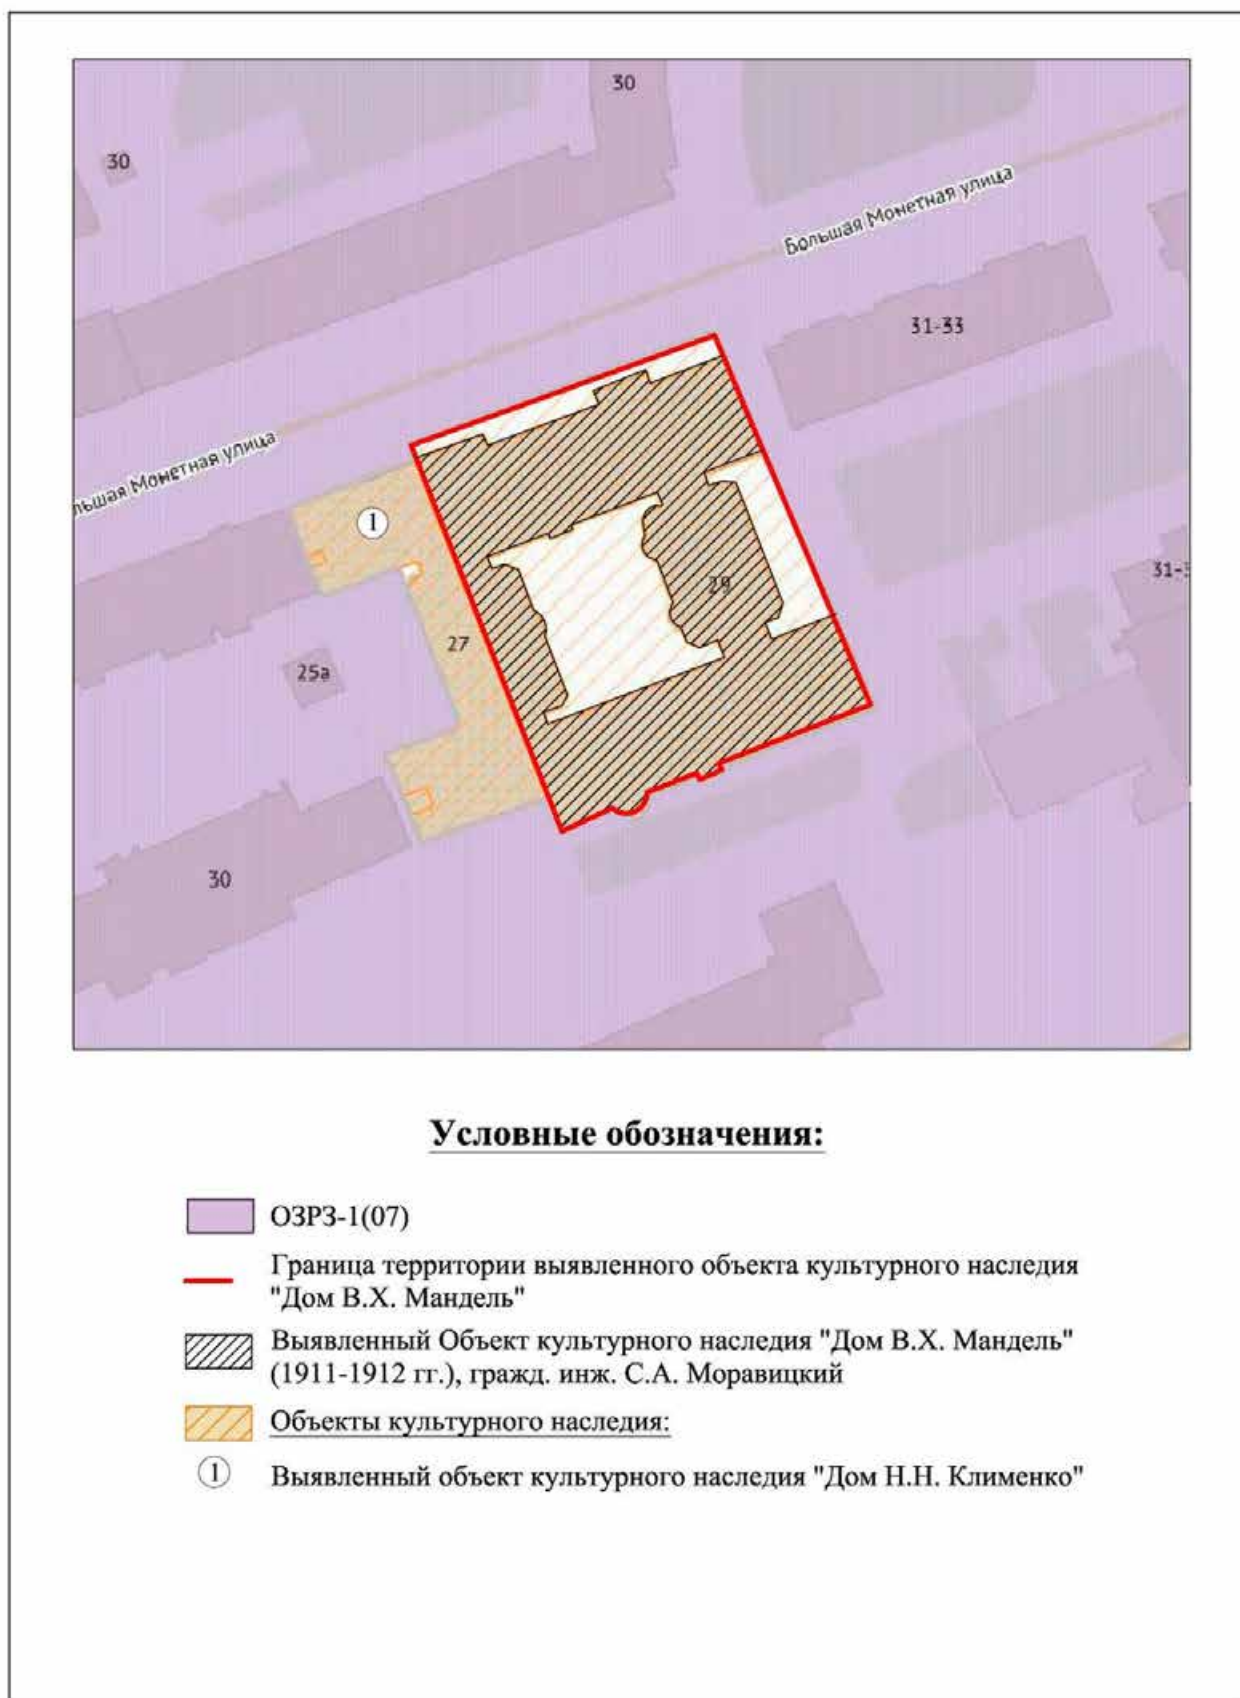 30
30
Большая Монетная улица
31-33
льшая Монетная улица
1
29
31-3
27
25а
30
Условные обозначения:
ОЗРЗ-1(07)
Граница территории выявленного объекта культурного наследия
"Дом В.Х. Мандель"
Выявленный Объект культурного наследия "Дом В.Х. Мандель"
(1911-1912 гг.), гражд. инж. С.А. Моравицкий
Объекты культурного наследия:
1 Выявленный объект культурного наследия "Дом Н.Н. Клименко"